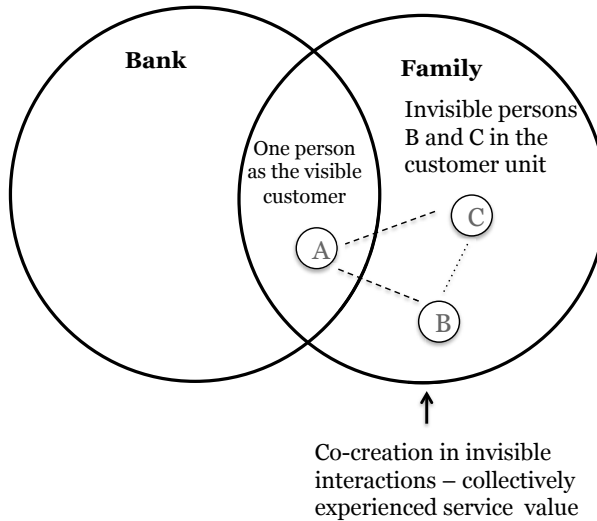 Bank
Family
Invisible persons
B and C in the
customer unit
One person
as the visible
customer
C
A
B
Co-creation in invisible
interactions – collectively
experienced service value